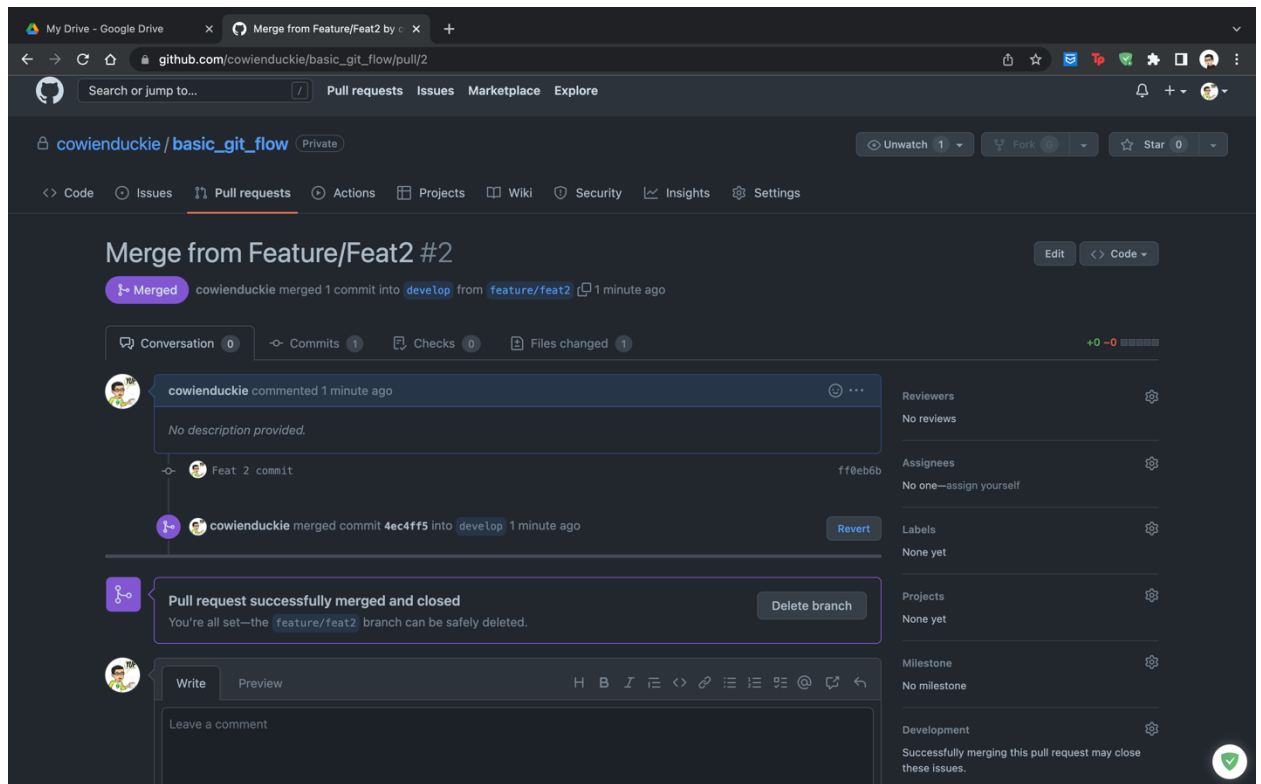 My Drive - Google Drive
Merge from Feature/Feat2 by c
github.com/cowienduckie/basic_git_flow/pull/2
Search or jump to... / Pull requests Issues Marketplace Explore
cowienduckie / basic_git_flow Private Unwatch 1 Fork 0 Star 0
Code Issues Pull requests Actions Projects Wiki Security Insights Settings
Merge from Feature/Feat2 #2 Edit Code
Merged cowienduckie merged 1 commit into develop from feature/feat2 1 minute ago
Conversation 0 Commits 1 Checks 0 Files changed 1 +0 −0
cowienduckie commented 1 minute ago
No description provided.
Feat 2 commit ff0eb6b
cowienduckie merged commit 4ec4ff5 into develop 1 minute ago Revert
Pull request successfully merged and closed
You're all set—the feature/feat2 branch can be safely deleted.
Delete branch
Write Preview
Leave a comment
Reviewers
No reviews
Assignees
No one—assign yourself
Labels
None yet
Projects
None yet
Milestone
No milestone
Development
Successfully merging this pull request may close
these issues.